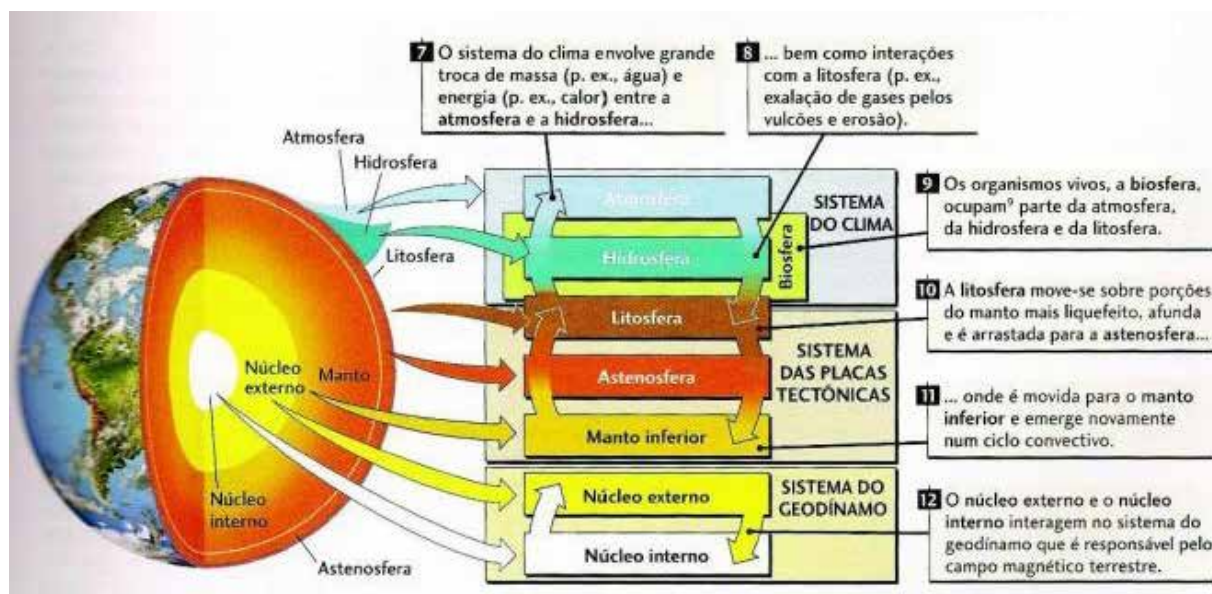 7 O sistema do clima envolve grande
troca de massa (p. ex., água) e
energia (p. ex., calor) entre a
atmosfera e a hidrosfera...
8 ... bem como interações
com a litosfera (p. ex.,
exalação de gases pelos
vulcões e erosão).
Atmosfera
Hidrosfera
Litosfera
Núcleo
externo
Manto
Núcleo
interno
Astenosfera
Atmosfera
Hidrosfera
Biosfera
SISTEMA
DO CLIMA
Litosfera
Astenosfera
Manto inferior
SISTEMA
DAS PLACAS
TECTÔNICAS
Núcleo externo
Núcleo interno
SISTEMA DO
GEODÍNAMO
9 Os organismos vivos, a biosfera,
ocupam⁹ parte da atmosfera,
da hidrosfera e da litosfera.
10 A litosfera move-se sobre porções
do manto mais liquefeito, afunda
e é arrastada para a astenosfera...
11 ... onde é movida para o manto
inferior e emerge novamente
num ciclo convectivo.
12 O núcleo externo e o núcleo
interno interagem no sistema do
geodínamo que é responsável pelo
campo magnético terrestre.